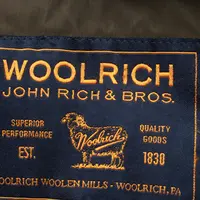 WOOLRICH
JOHN RICH & BROS.
SUPERIOR
PERFORMANCE
QUALITY
GOODS
Woolrich
EST.
1830
WOOLRICH WOOLEN MILLS - WOOLRICH, PA